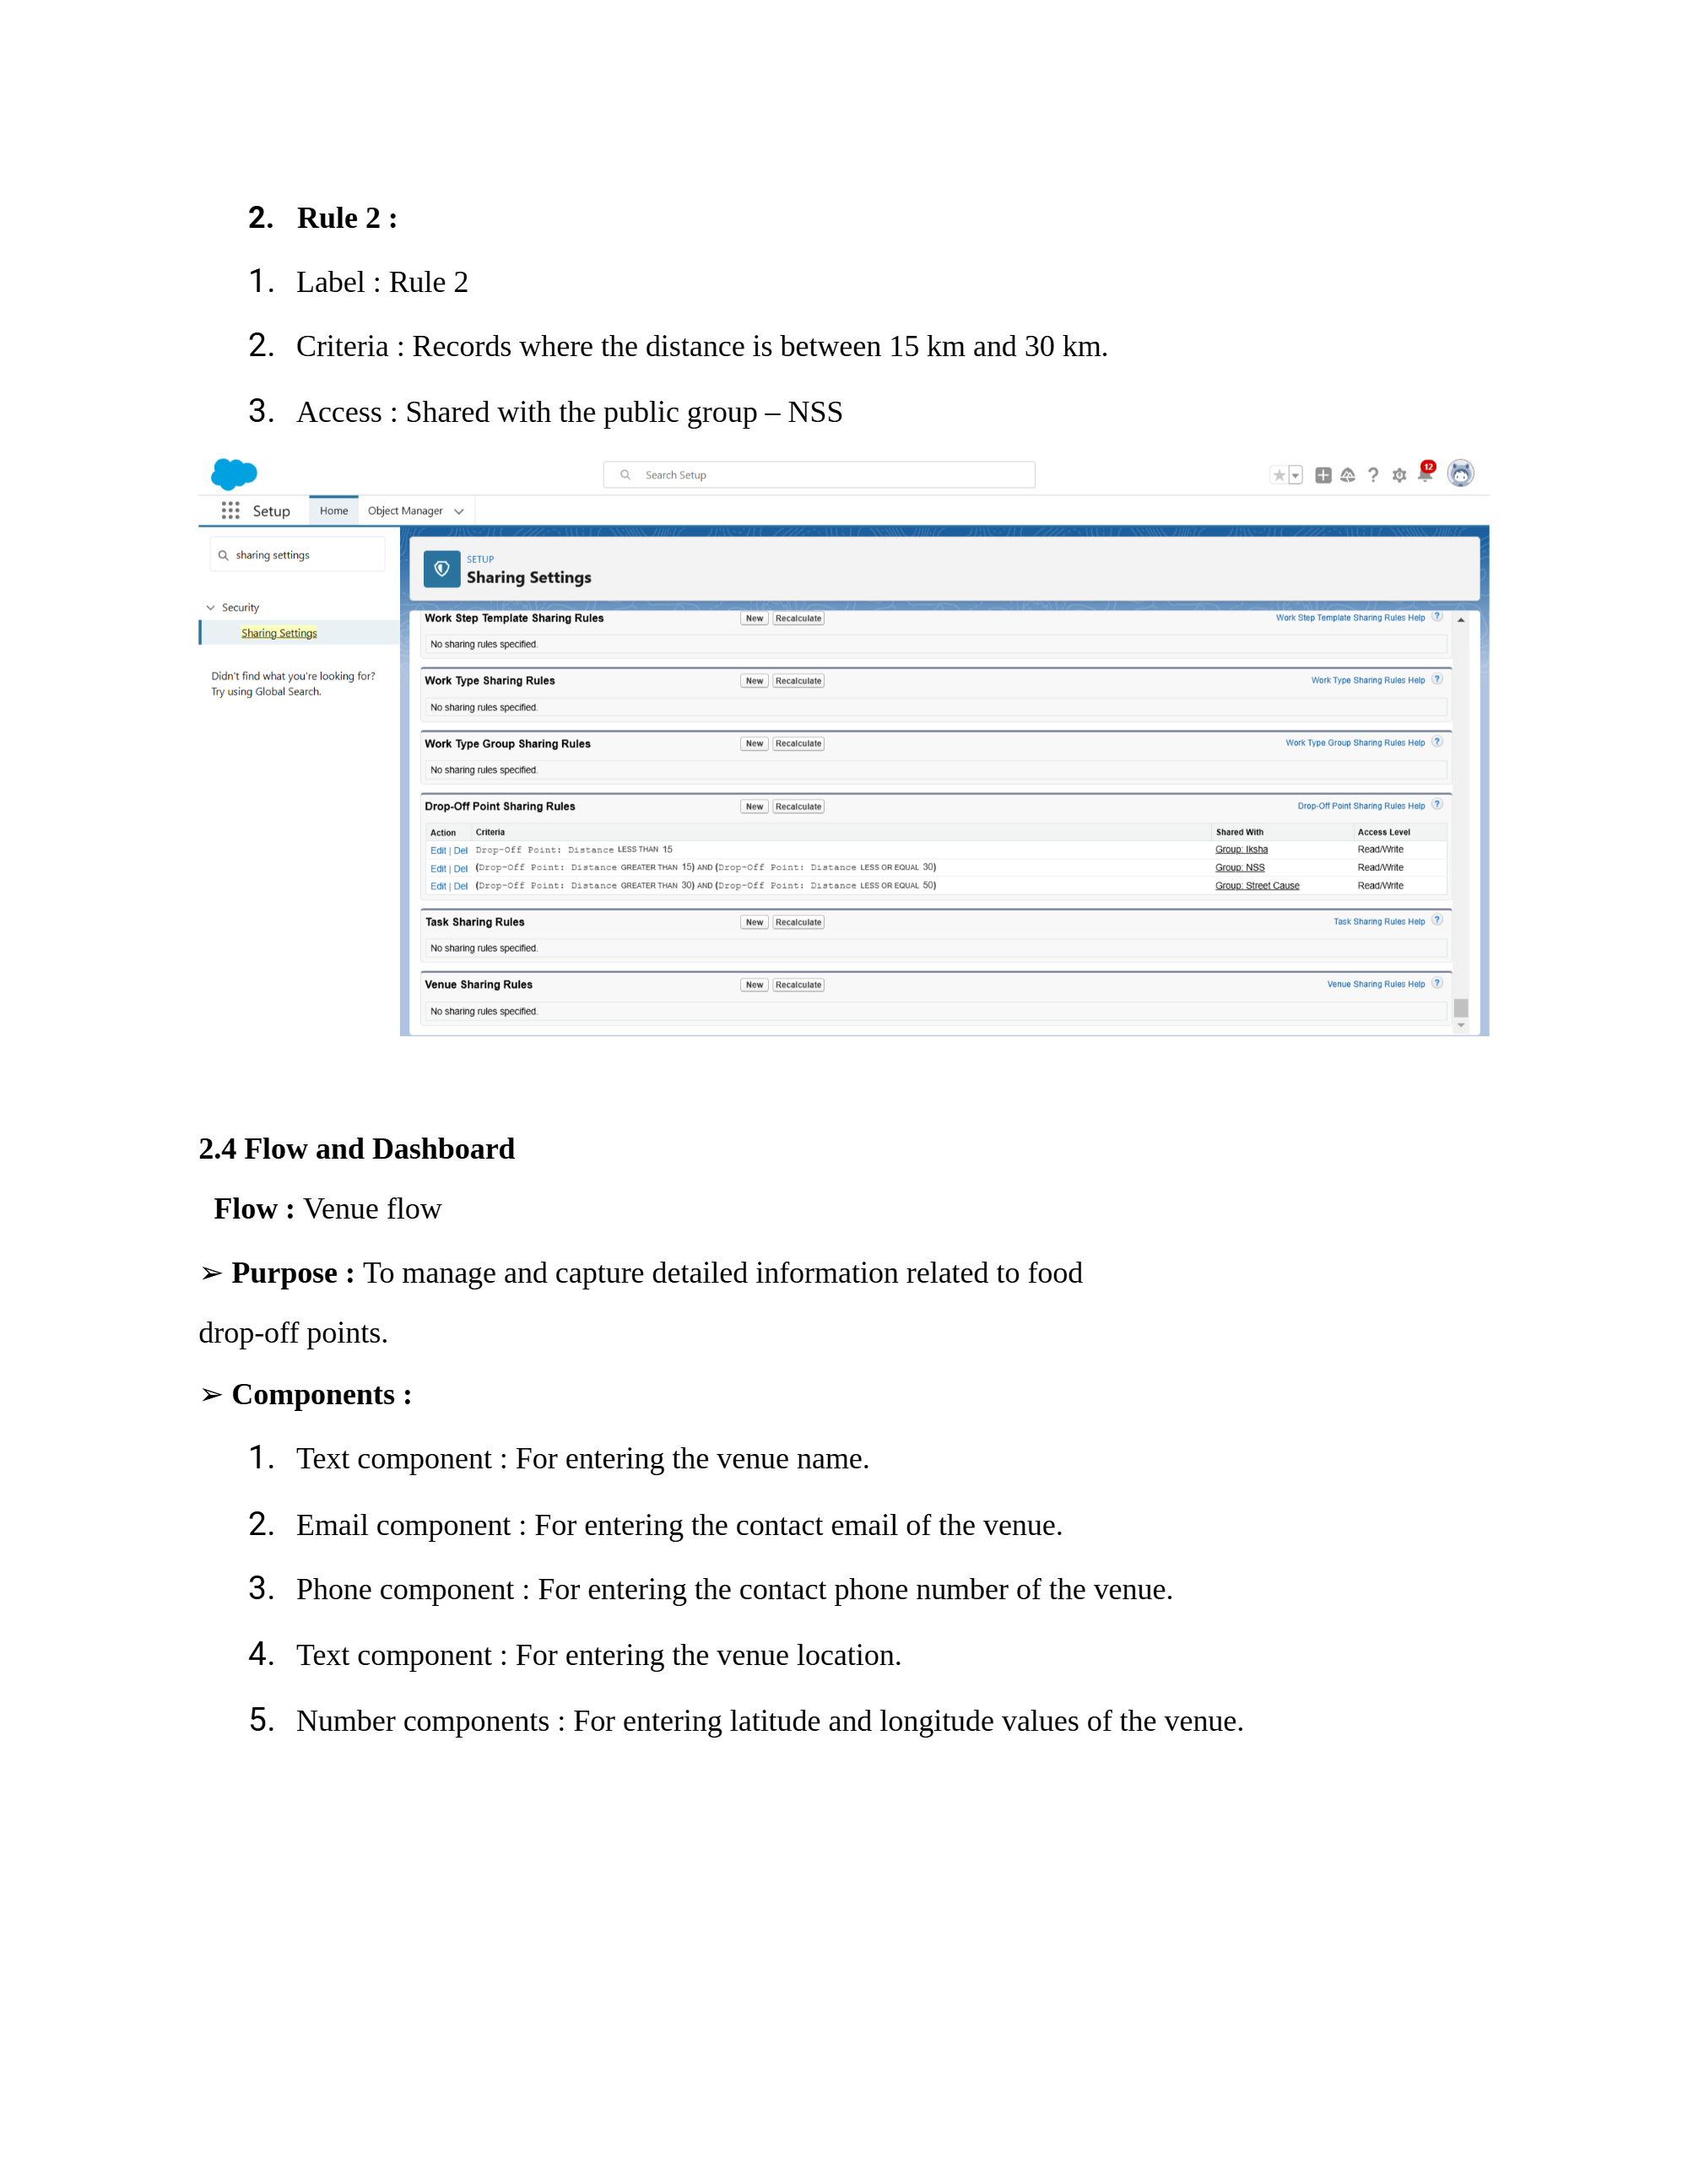 2. Rule 2 :
1. Label : Rule 2
2. Criteria : Records where the distance is between 15 km and 30 km.
3. Access : Shared with the public group – NSS
Search Setup
12
Setup Home Object Manager
sharing settings
Security
Sharing Settings
Didn't find what you're looking for?
Try using Global Search.
SETUP
Sharing Settings
Work Step Template Sharing Rules New Recalculate Work Step Template Sharing Rules Help ?
No sharing rules specified.
Work Type Sharing Rules New Recalculate Work Type Sharing Rules Help ?
No sharing rules specified.
Work Type Group Sharing Rules New Recalculate Work Type Group Sharing Rules Help ?
No sharing rules specified.
Drop-Off Point Sharing Rules New Recalculate Drop-Off Point Sharing Rules Help ?
Action Criteria Shared With Access Level
Edit | Del Drop-Off Point: Distance LESS THAN 15 Group: Iksha Read/Write
Edit | Del (Drop-Off Point: Distance GREATER THAN 15) AND (Drop-Off Point: Distance LESS OR EQUAL 30) Group: NSS Read/Write
Edit | Del (Drop-Off Point: Distance GREATER THAN 30) AND (Drop-Off Point: Distance LESS OR EQUAL 50) Group: Street Cause Read/Write
Task Sharing Rules New Recalculate Task Sharing Rules Help ?
No sharing rules specified.
Venue Sharing Rules New Recalculate Venue Sharing Rules Help ?
No sharing rules specified.
2.4 Flow and Dashboard
Flow : Venue flow
➢ Purpose : To manage and capture detailed information related to food
drop-off points.
➢ Components :
1. Text component : For entering the venue name.
2. Email component : For entering the contact email of the venue.
3. Phone component : For entering the contact phone number of the venue.
4. Text component : For entering the venue location.
5. Number components : For entering latitude and longitude values of the venue.